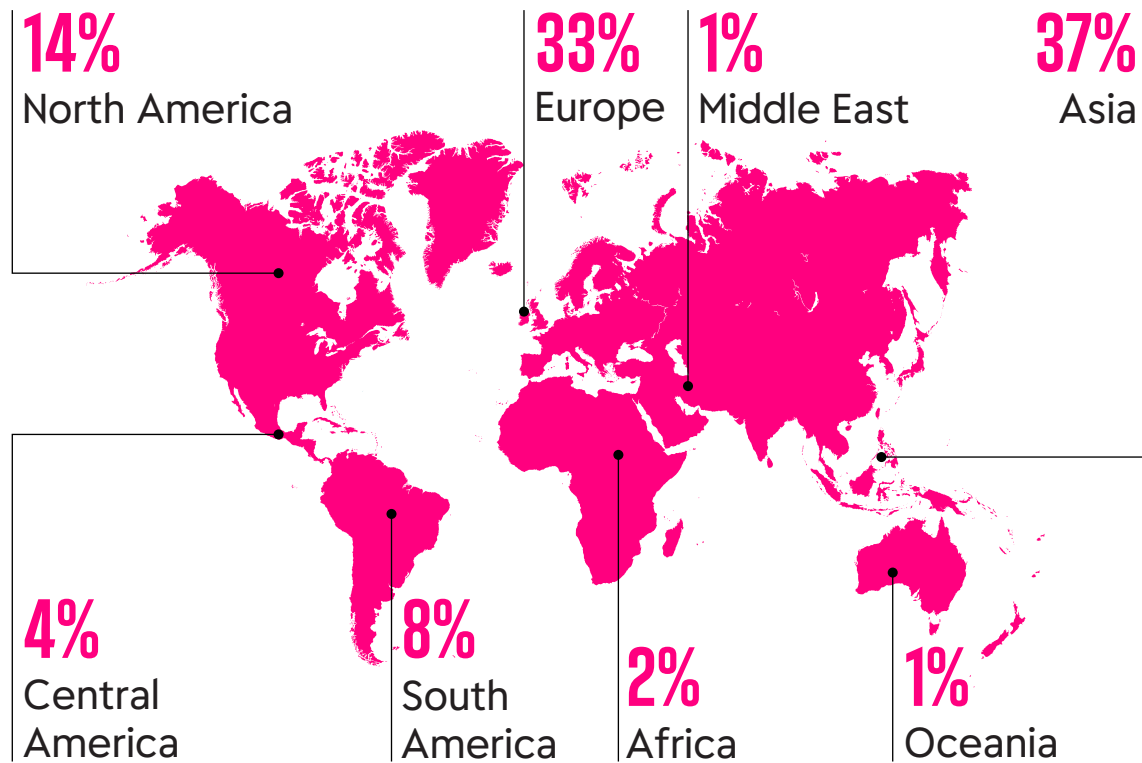 14%
North America
33%
Europe
1%
Middle East
37%
Asia
4%
Central
America
8%
South
America
2%
Africa
1%
Oceania